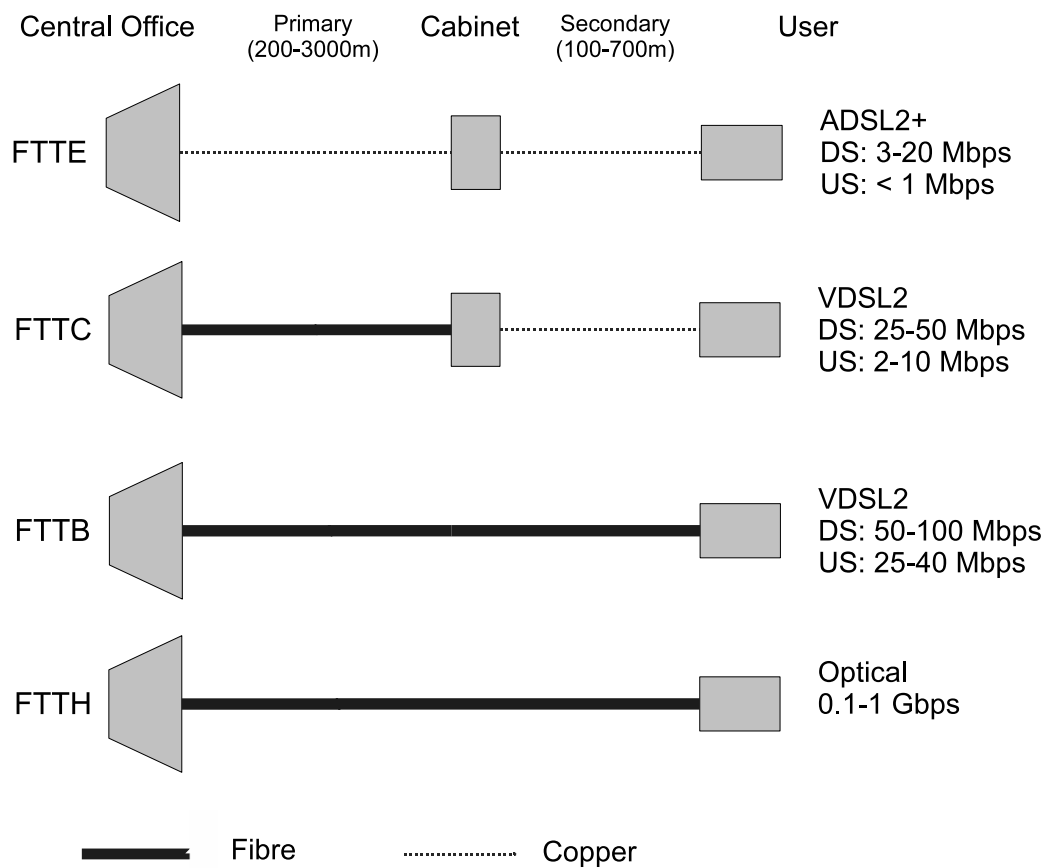 Central Office
Primary
(200-3000m)
Cabinet
Secondary
(100-700m)
User
FTTE
ADSL2+
DS: 3-20 Mbps
US: < 1 Mbps
FTTC
VDSL2
DS: 25-50 Mbps
US: 2-10 Mbps
FTTB
VDSL2
DS: 50-100 Mbps
US: 25-40 Mbps
FTTH
Optical
0.1-1 Gbps
Fibre
Copper